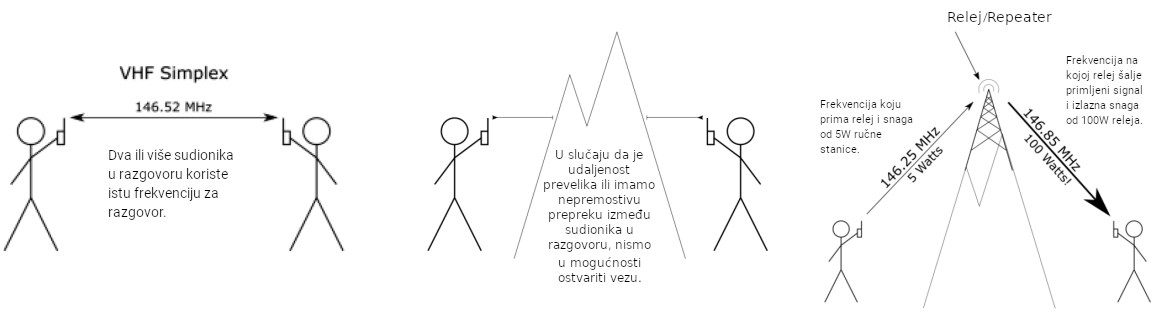 VHF Simplex
146.52 MHz
Dva ili više sudionika
u razgovoru koriste
istu frekvenciju za
razgovor.
U slučaju da je
udaljenost
prevelika ili imamo
nepremostivu
prepreku između
sudionika u
razgovoru, nismo
u mogućnosti
ostvariti vezu.
Relej/Repeater
Frekvencija koju
prima relej i snaga
od 5W ručne
stanice.
146.25 MHz
5 Watts
146.85 MHz
100 Watts!
Frekvencija na
kojoj relej šalje
primljeni signal
i izlazna snaga
od 100W releja.